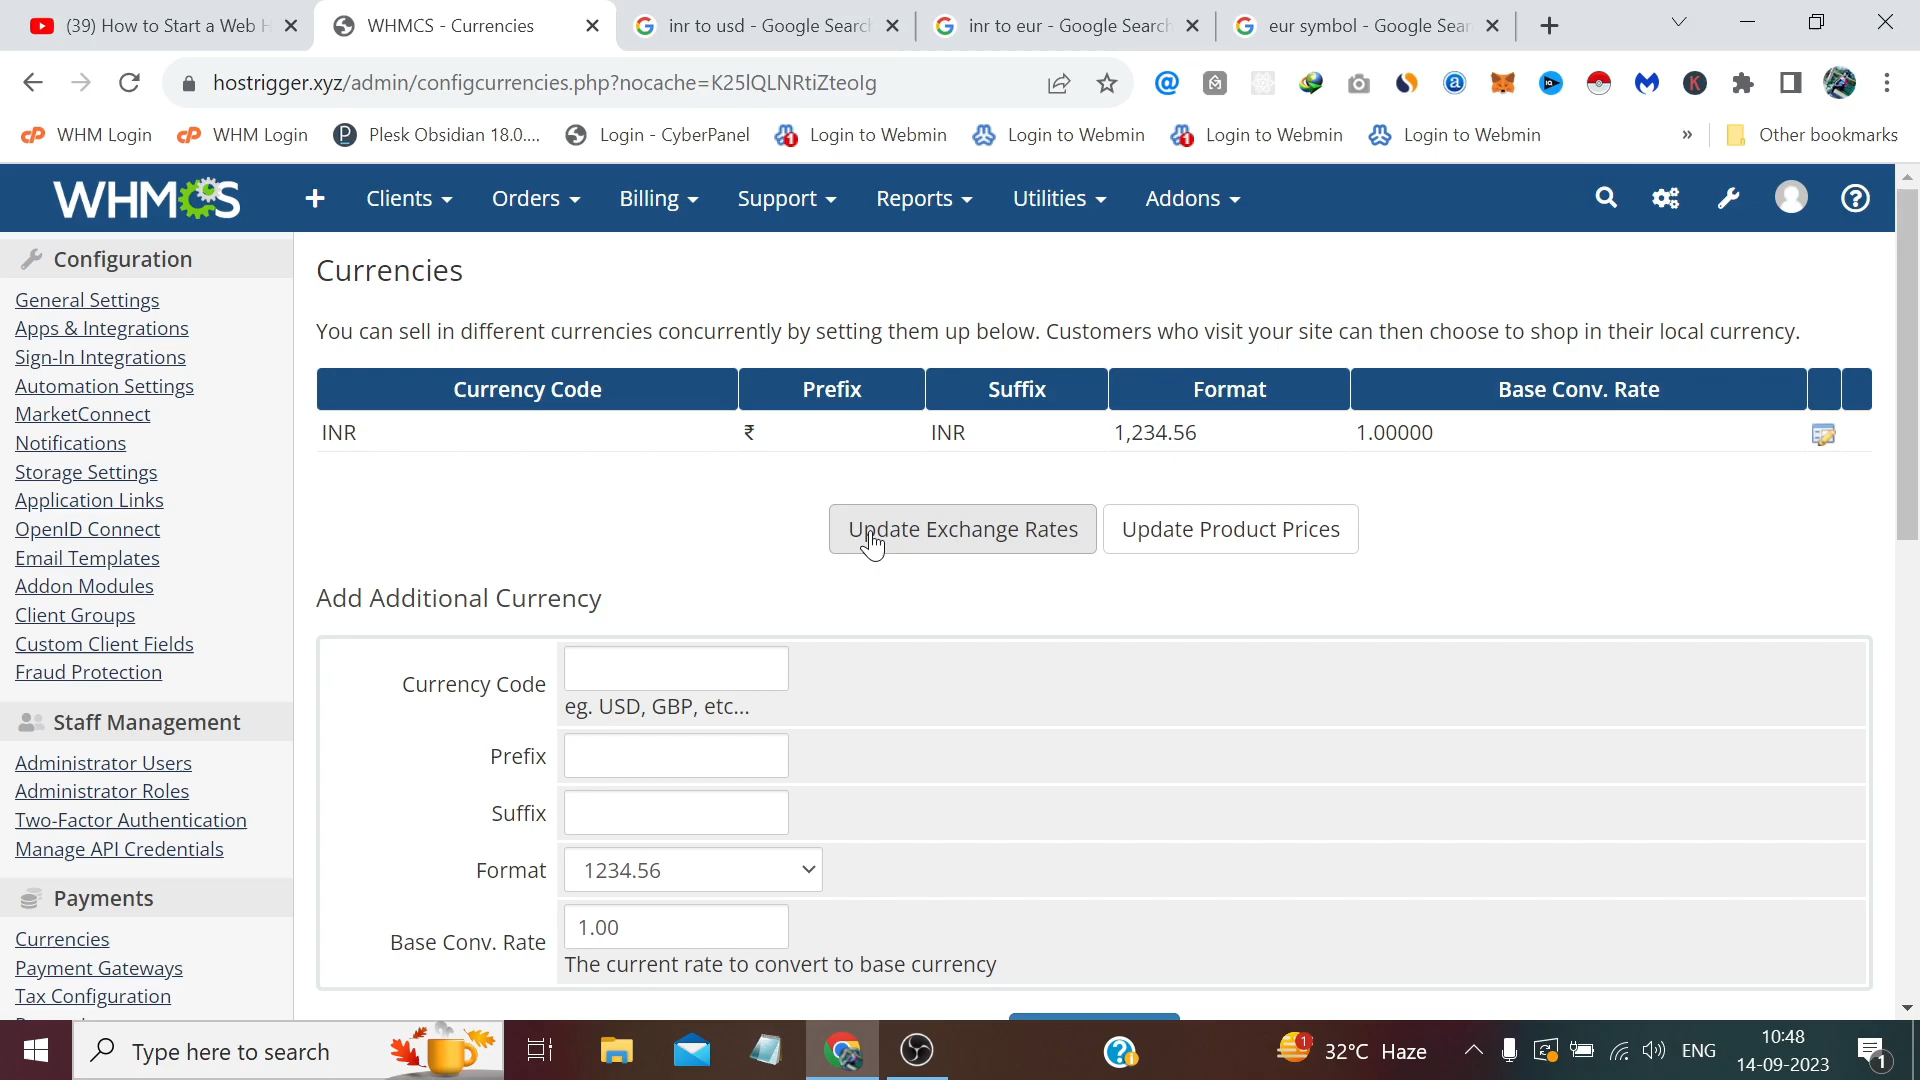 (39) How to Start a Web H
WHMCS - Currencies
inr to usd - Google Search
inr to eur - Google Search
eur symbol - Google Sear
hostrigger.xyz/admin/configcurrencies.php?nocache=K25lQLNRtiZteoIg
WHM Login
WHM Login
Plesk Obsidian 18.0....
Login - CyberPanel
Login to Webmin
Login to Webmin
Login to Webmin
Login to Webmin
»
Other bookmarks
WHMCS
Clients
Orders
Billing
Support
Reports
Utilities
Addons
Configuration
General Settings
Apps & Integrations
Sign-In Integrations
Automation Settings
MarketConnect
Notifications
Storage Settings
Application Links
OpenID Connect
Email Templates
Addon Modules
Client Groups
Custom Client Fields
Fraud Protection
Staff Management
Administrator Users
Administrator Roles
Two-Factor Authentication
Manage API Credentials
Payments
Currencies
Payment Gateways
Tax Configuration
Currencies
You can sell in different currencies concurrently by setting them up below. Customers who visit your site can then choose to shop in their local currency.
Currency Code Prefix Suffix Format Base Conv. Rate
INR ₹ INR 1,234.56 1.00000
Update Exchange Rates
Update Product Prices
Add Additional Currency
Currency Code
eg. USD, GBP, etc...
Prefix
Suffix
Format 1234.56
Base Conv. Rate 1.00
The current rate to convert to base currency
Type here to search
1
32°C Haze
ENG
10:48
14-09-2023
1